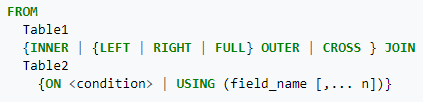 FROM
Table1
{INNER | {LEFT | RIGHT | FULL} OUTER | CROSS } JOIN
Table2
{ON <condition> | USING (field_name [,... n])}